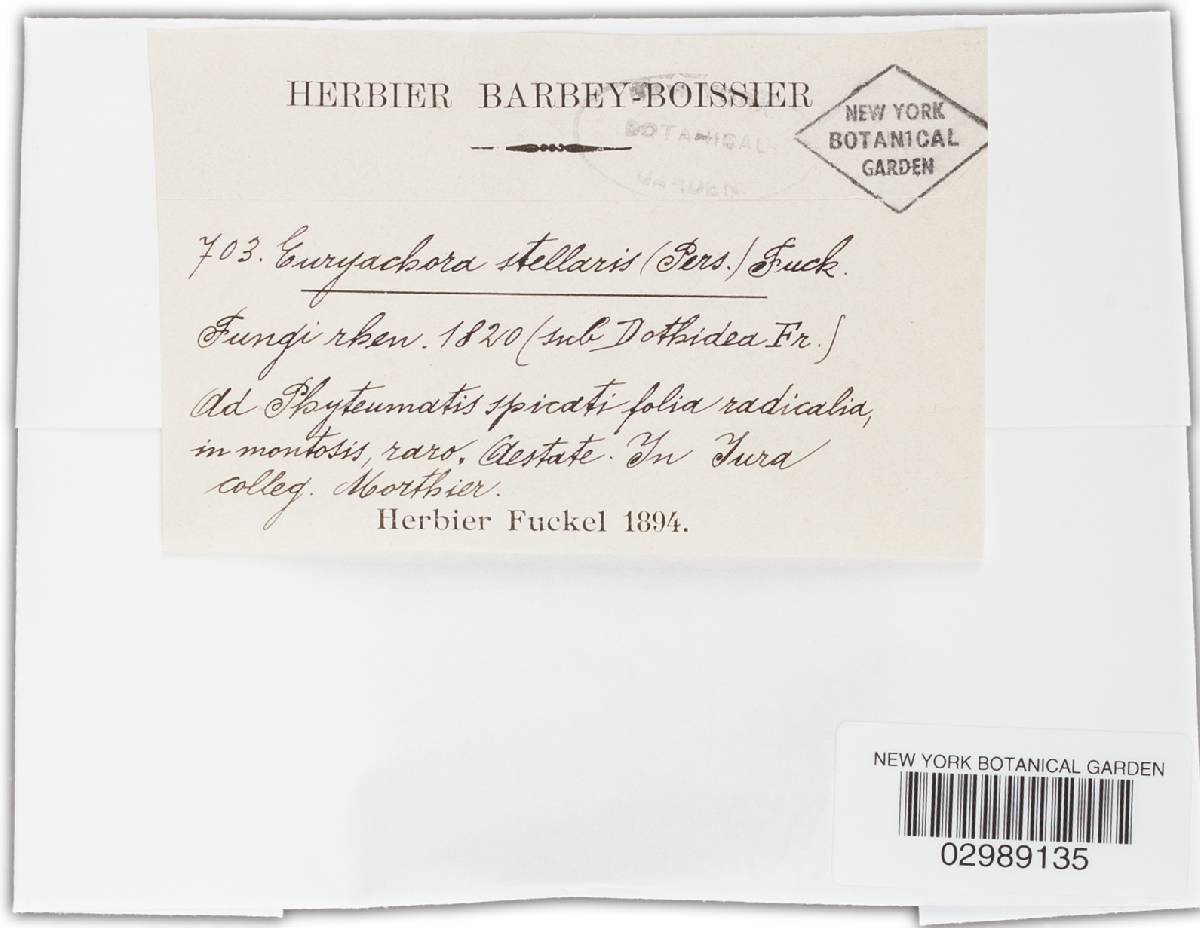 HERBIER BARBEY-BOISSIER
BOTANICAL
GARDEN
NEW YORK
BOTANICAL
GARDEN
703. Euryachora stellaris (Pers.) Fuck.
Fungi rhen. 1820 (sub Dothidea Fr.)
Ad Phyteumatis spicati folia radicalia,
in montosis, raro. Aestate. In Jura
colleg. Morthier.
Herbier Fuckel 1894.
NEW YORK BOTANICAL GARDEN
02989135